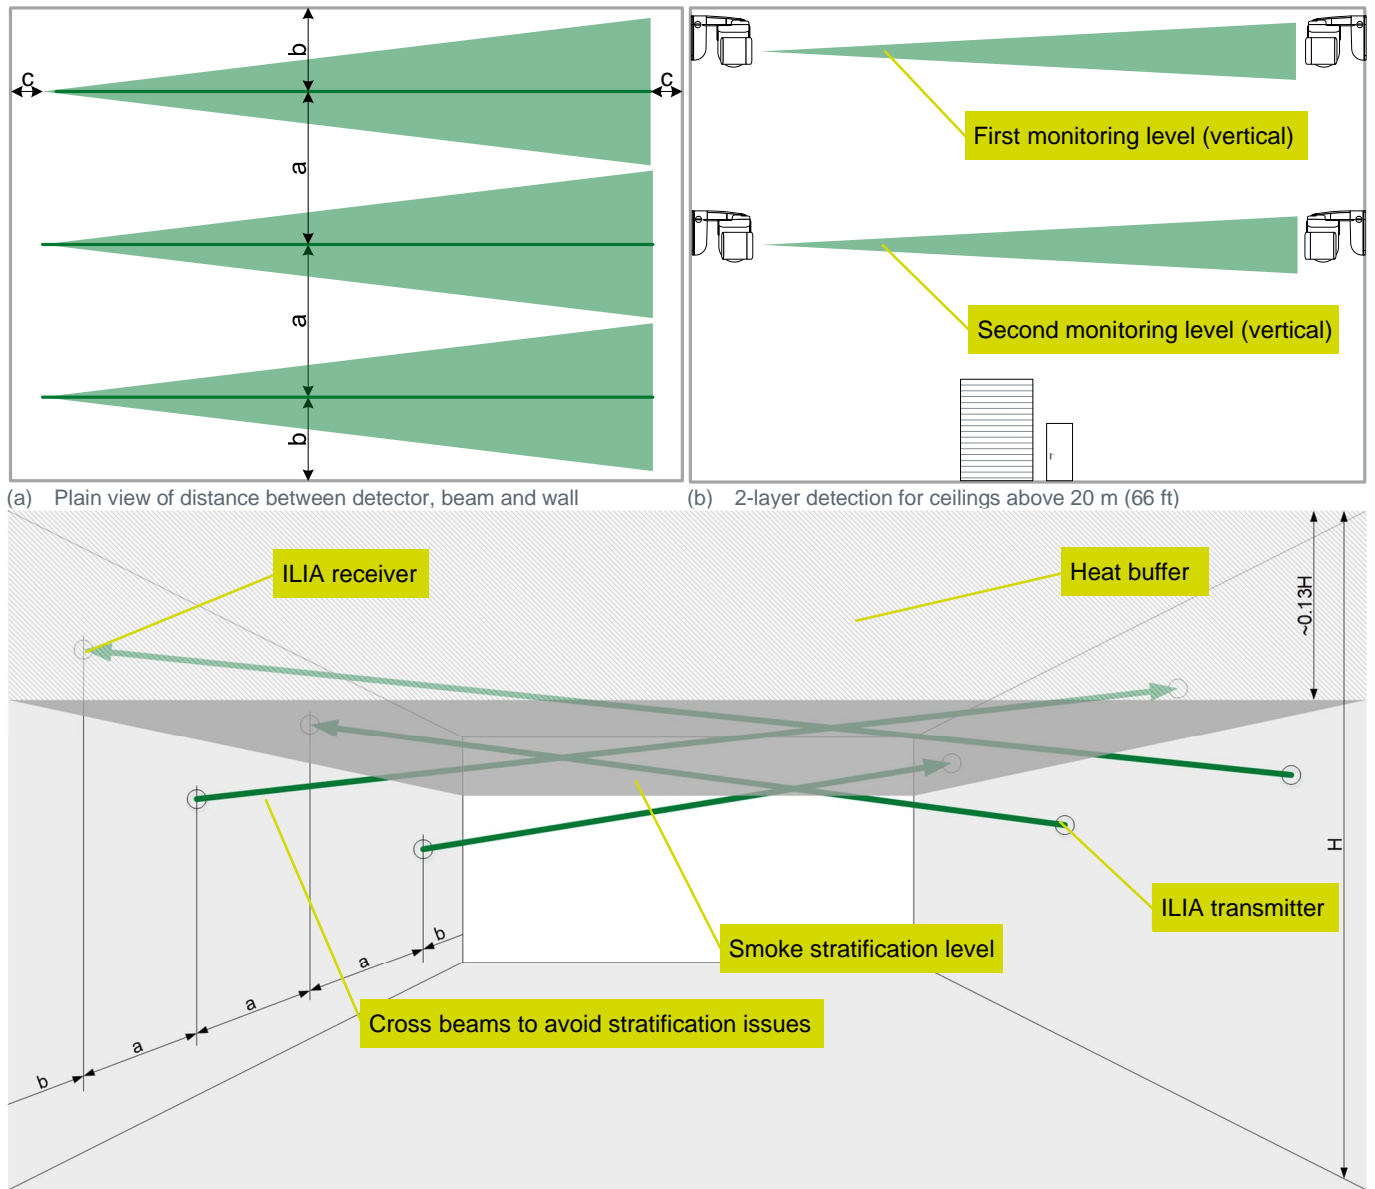 b
c
c
a
a
b
First monitoring level (vertical)
Second monitoring level (vertical)
(a) Plain view of distance between detector, beam and wall
(b) 2-layer detection for ceilings above 20 m (66 ft)
ILIA receiver
Heat buffer
~0.13H
H
ILIA transmitter
Smoke stratification level
Cross beams to avoid stratification issues
b
a
a
a
b